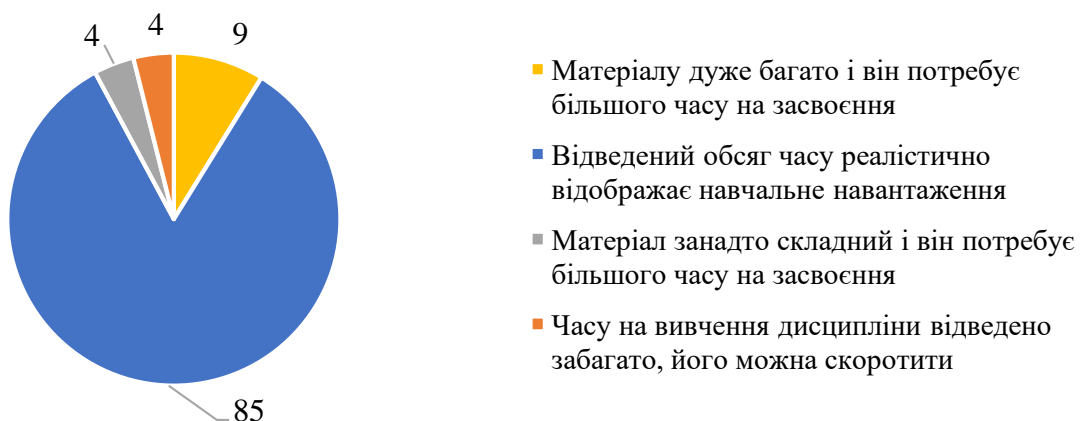 4
4
9
85
Матеріалу дуже багато і він потребує
більшого часу на засвоєння
Відведений обсяг часу реалістично
відображає навчальне навантаження
Матеріал занадто складний і він потребує
більшого часу на засвоєння
Часу на вивчення дисципліни відведено
забагато, його можна скоротити